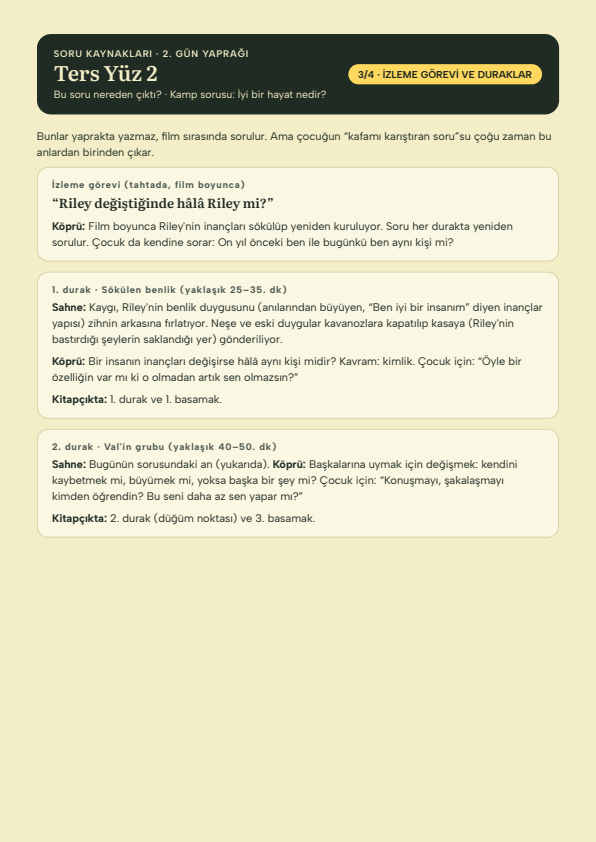 SORU KAYNAKLARI · 2. GÜN YAPRAĞI
Ters Yüz 2
Bu soru nereden çıktı? · Kamp sorusu: İyi bir hayat nedir?
3/4 · İZLEME GÖREVİ VE DURAKLAR
Bunlar yaprakta yazmaz, film sırasında sorulur. Ama çocuğun “kafamı karıştıran soru”su çoğu zaman bu
anlardan birinden çıkar.
İzleme görevi (tahtada, film boyunca)
“Riley değiştiğinde hâlâ Riley mi?”
Köprü: Film boyunca Riley'nin inançları sökülüp yeniden kuruluyor. Soru her durakta yeniden
sorulur. Çocuk da kendine sorar: On yıl önceki ben ile bugünkü ben aynı kişi mi?
1. durak · Sökülen benlik (yaklaşık 25–35. dk)
Sahne: Kaygı, Riley'nin benlik duygusunu (anılarından büyüyen, “Ben iyi bir insanım” diyen inançlar
yapısı) zihnin arkasına fırlatıyor. Neşe ve eski duygular kavanozlara kapatılıp kasaya (Riley'nin
bastırdığı şeylerin saklandığı yer) gönderiliyor.
Köprü: Bir insanın inançları değişirse hâlâ aynı kişi midir? Kavram: kimlik. Çocuk için: “Öyle bir
özelliğin var mı ki o olmadan artık sen olmazsın?”
Kitapçıkta: 1. durak ve 1. basamak.
2. durak · Val'in grubu (yaklaşık 40–50. dk)
Sahne: Bugünün sorusundaki an (yukarıda). Köprü: Başkalarına uymak için değişmek: kendini
kaybetmek mi, büyümek mi, yoksa başka bir şey mi? Çocuk için: “Konuşmayı, şakalaşmayı
kimden öğrendin? Bu seni daha az sen yapar mı?”
Kitapçıkta: 2. durak (düğüm noktası) ve 3. basamak.